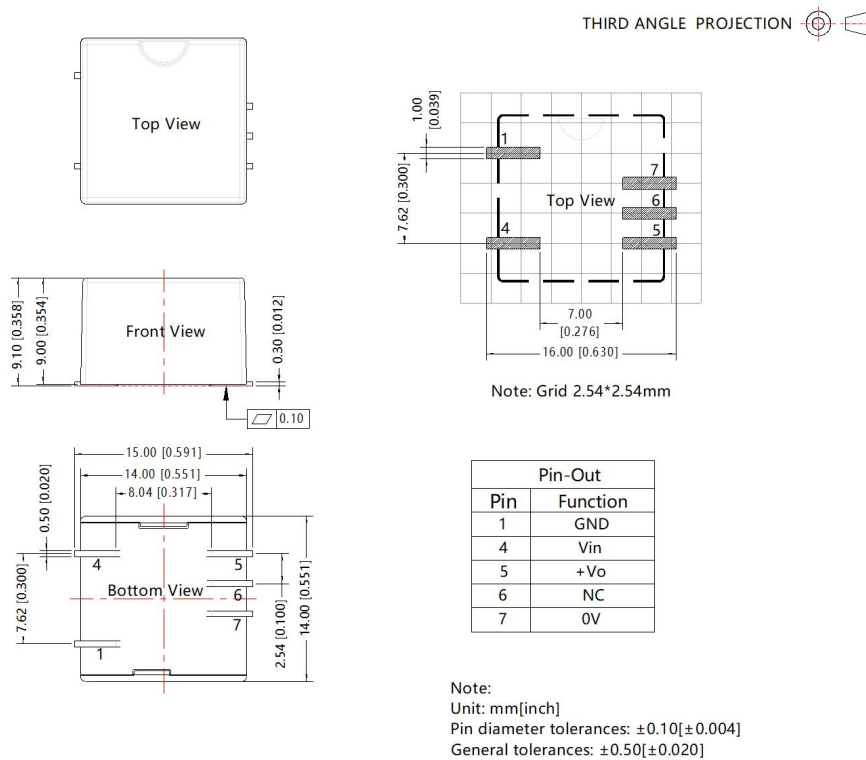 THIRD ANGLE PROJECTION
Top View
1.00
[0.039]
7.62 [0.300]
1
4
7
6
5
Top View
7.00
[0.276]
16.00 [0.630]
Note: Grid 2.54*2.54mm
9.10 [0.358]
9.00 [0.354]
Front View
0.30 [0.012]
0.10
15.00 [0.591]
14.00 [0.551]
8.04 [0.317]
0.50 [0.020]
7.62 [0.300]
4
5
Bottom View
6
7
1
2.54 [0.100]
14.00 [0.551]
Pin-Out
Pin Function
1 GND
4 Vin
5 +Vo
6 NC
7 0V
Note:
Unit: mm[inch]
Pin diameter tolerances: ±0.10[±0.004]
General tolerances: ±0.50[±0.020]